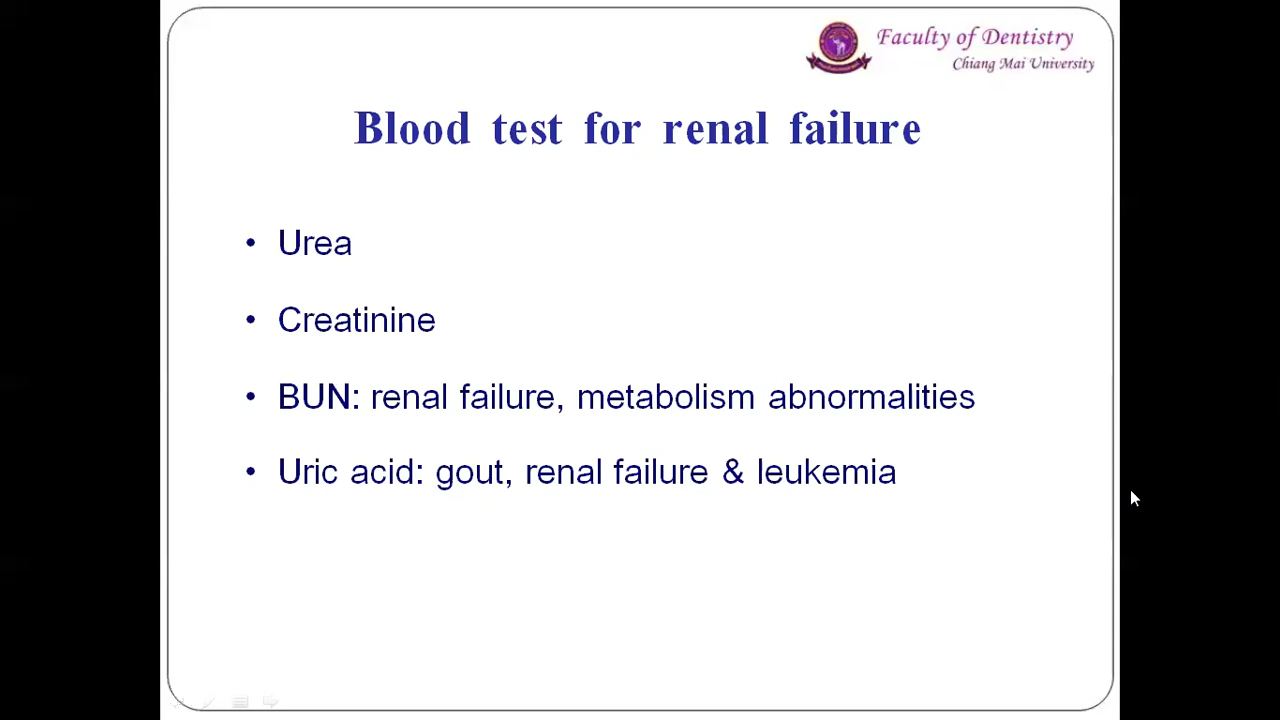 Faculty of Dentistry
Chiang Mai University
Blood test for renal failure
• Urea
• Creatinine
• BUN: renal failure, metabolism abnormalities
• Uric acid: gout, renal failure & leukemia